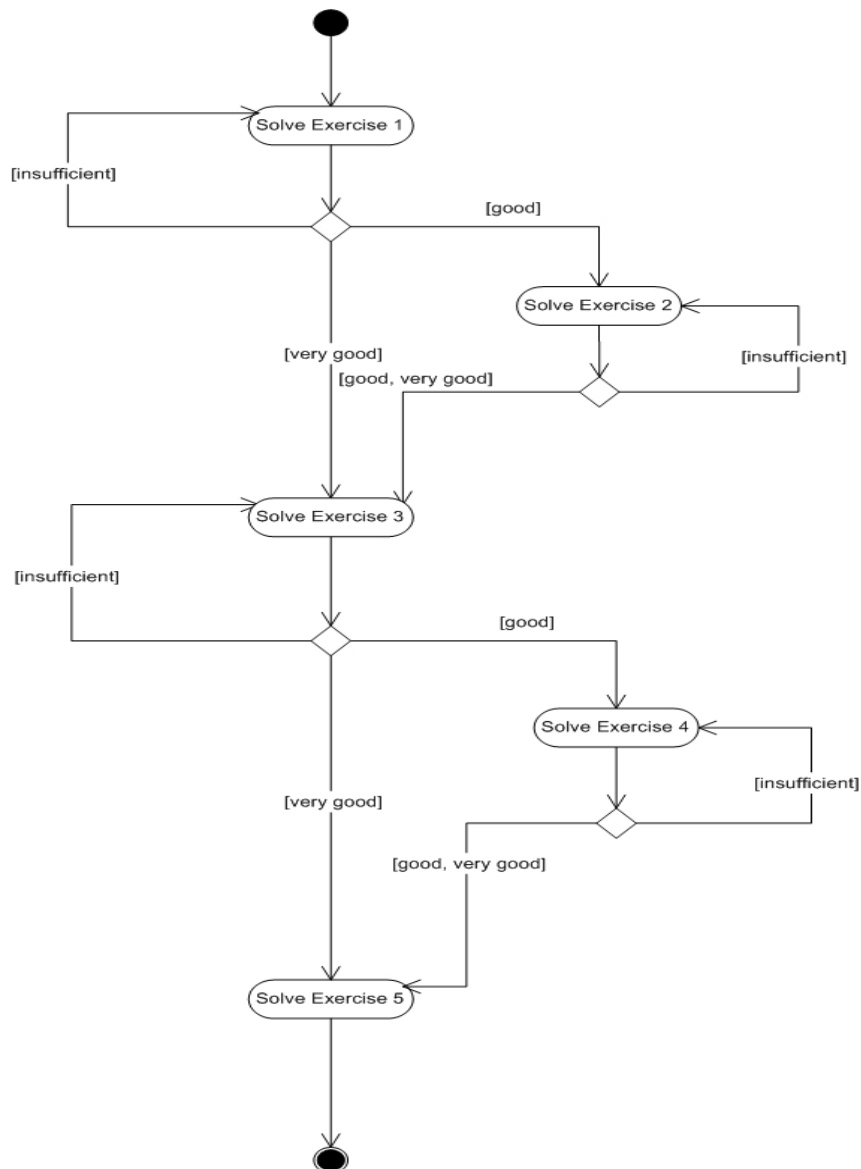 Solve Exercise 1
[insufficient]
[good]
Solve Exercise 2
[very good]
[insufficient]
[good, very good]
Solve Exercise 3
[insufficient]
[good]
Solve Exercise 4
[insufficient]
[very good]
[good, very good]
Solve Exercise 5